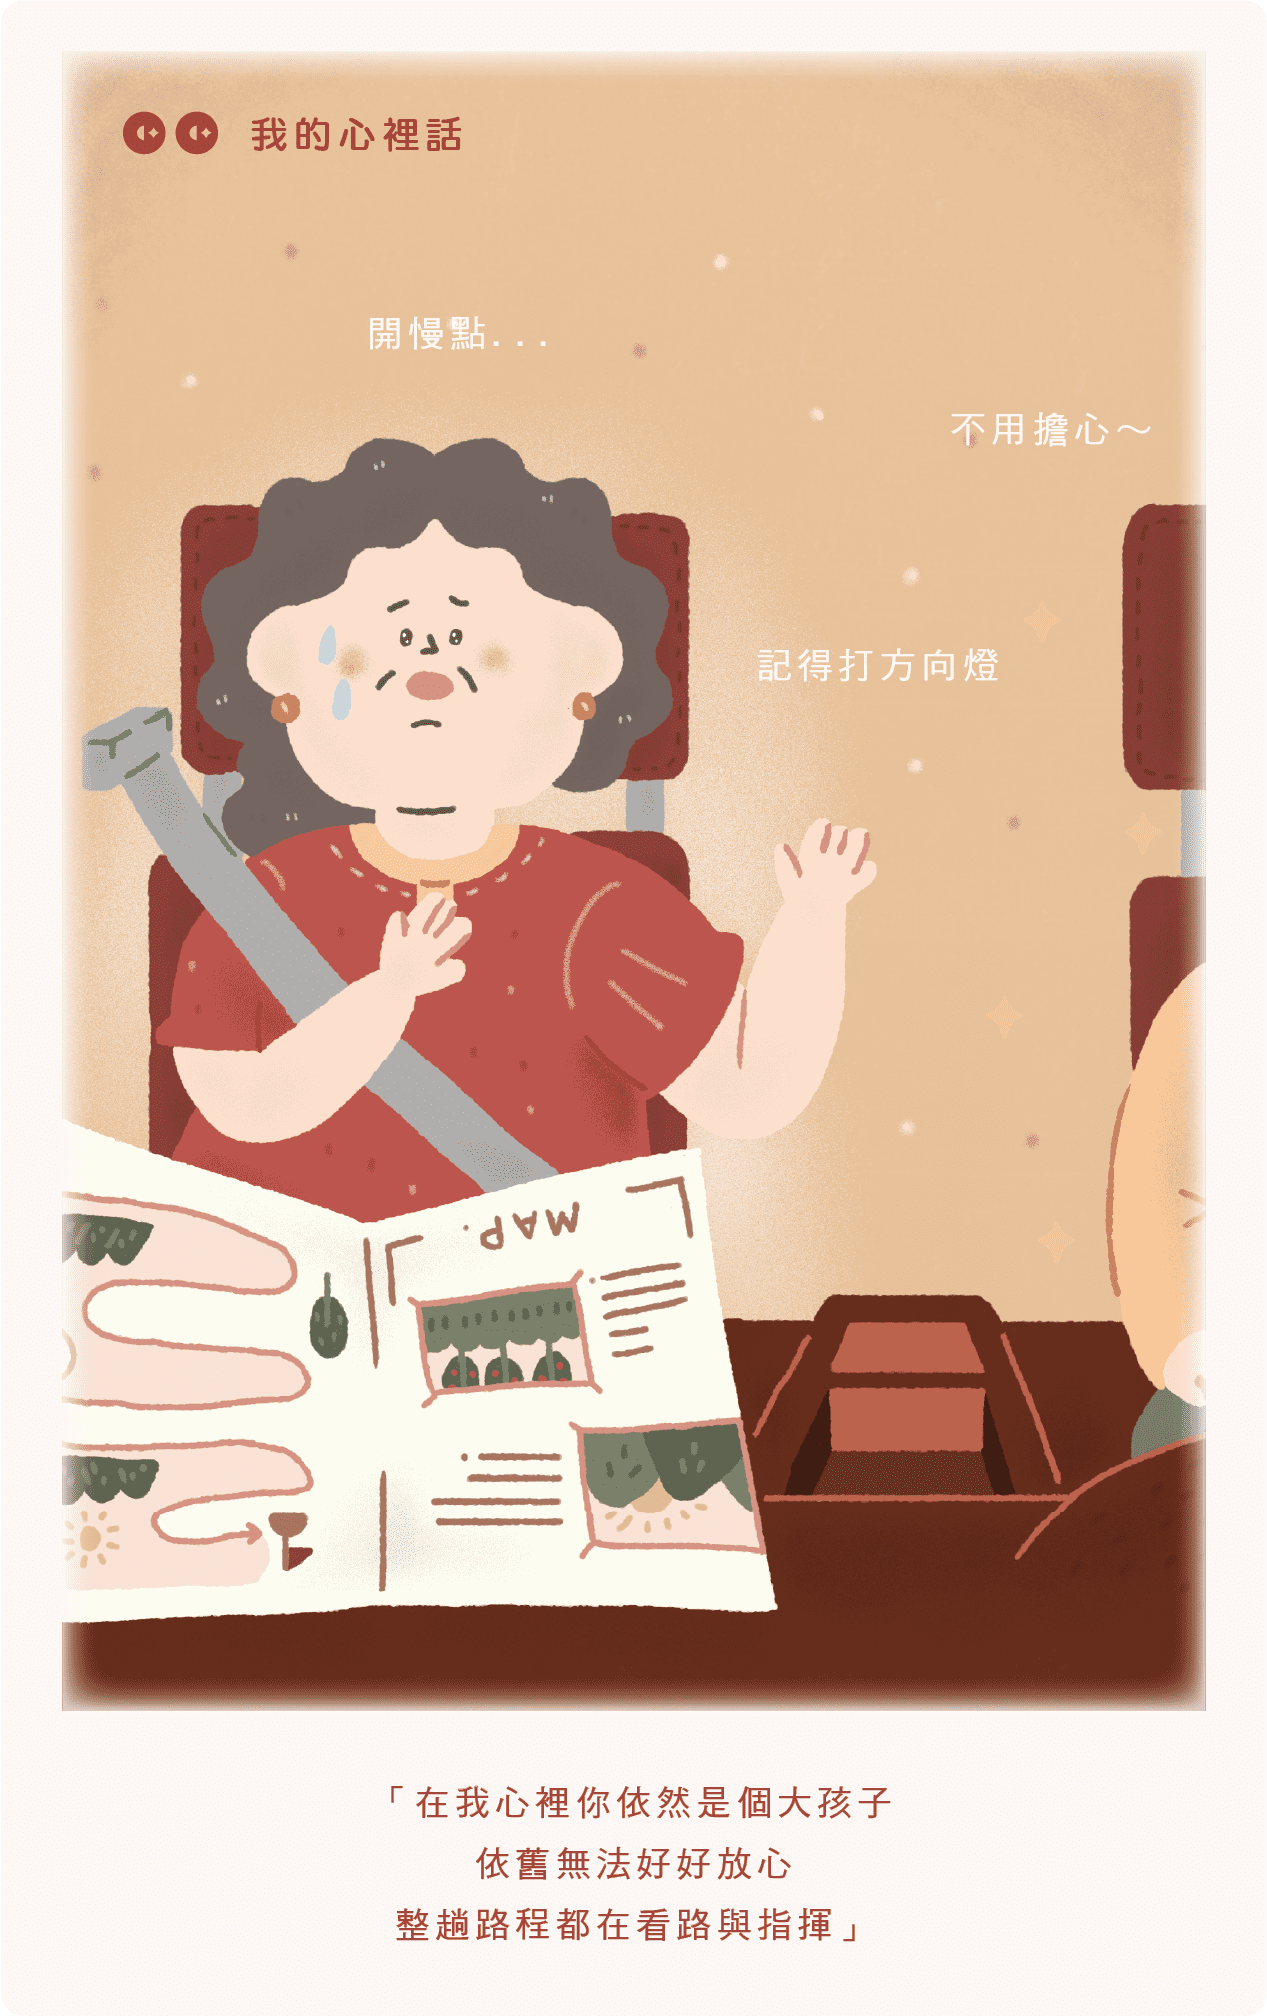 我的心裡話
開慢點...
不用擔心～
記得打方向燈
MAP.
「在我心裡你依然是個大孩子
依舊無法好好放心
整趟路程都在看路與指揮」